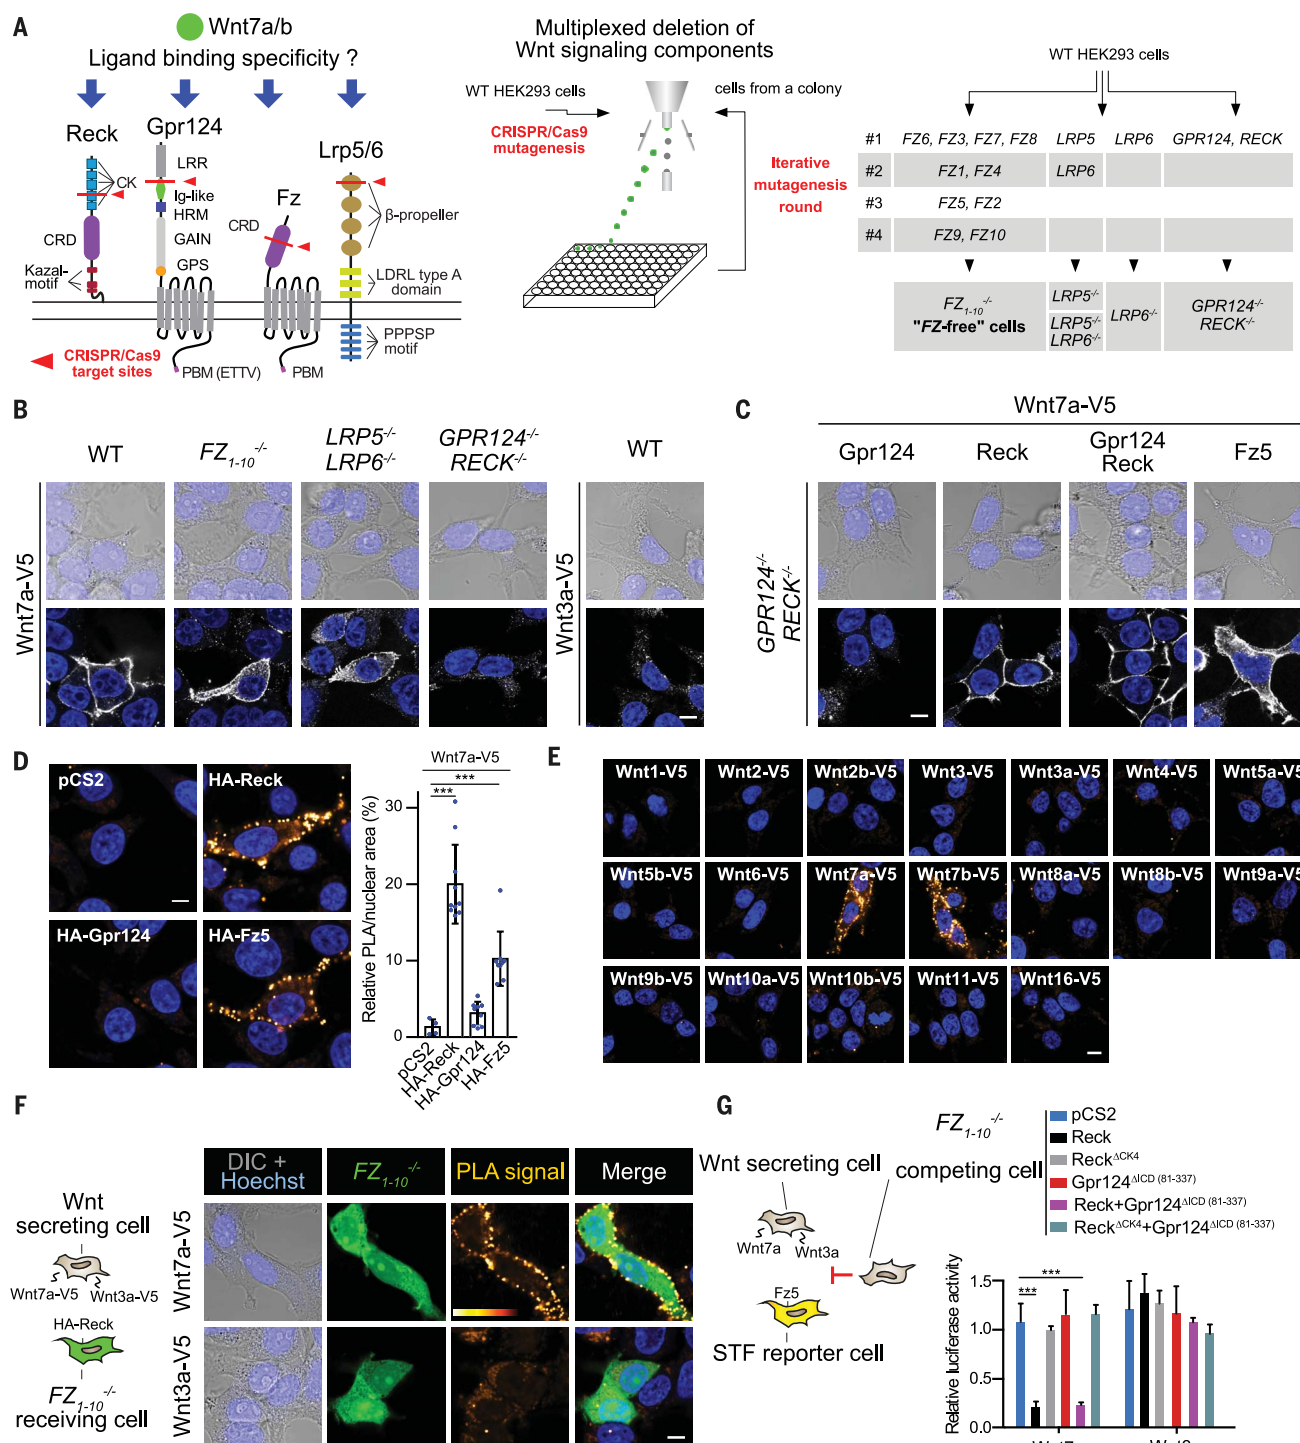 A
Wnt7a/b
Ligand binding specificity ?
Reck
Gpr124
Lrp5/6
Fz
LRR
CK
Ig-like
HRM
CRD
GAIN
GPS
Kazal-
motif
CRD
β-propeller
LDRL type A
domain
PPPSP
motif
CRISPR/Cas9
target sites
PBM (ETTV)
PBM
Multiplexed deletion of
Wnt signaling components
WT HEK293 cells
cells from a colony
CRISPR/Cas9
mutagenesis
Iterative
mutagenesis
round
WT HEK293 cells
#1 FZ6, FZ3, FZ7, FZ8 LRP5 LRP6 GPR124, RECK
#2 FZ1, FZ4 LRP6
#3 FZ5, FZ2
#4 FZ9, FZ10
FZ1-10-/-
"FZ-free" cells
LRP5-/-
LRP5-/-
LRP6-/-
LRP6-/-
GPR124-/-
RECK-/-
B
WT
FZ1-10-/-
LRP5-/-
LRP6-/-
GPR124-/-
RECK-/-
WT
Wnt7a-V5
Wnt3a-V5
C
Wnt7a-V5
Gpr124
Reck
Gpr124
Reck
Fz5
GPR124-/-
RECK-/-
D
pCS2
HA-Reck
HA-Gpr124
HA-Fz5
Wnt7a-V5
***
***
Relative PLA/nuclear area (%)
30
20
10
0
pCS2
HA-Reck
HA-Gpr124
HA-Fz5
E
Wnt1-V5 Wnt2-V5 Wnt2b-V5 Wnt3-V5 Wnt3a-V5 Wnt4-V5 Wnt5a-V5
Wnt5b-V5 Wnt6-V5 Wnt7a-V5 Wnt7b-V5 Wnt8a-V5 Wnt8b-V5 Wnt9a-V5
Wnt9b-V5 Wnt10a-V5 Wnt10b-V5 Wnt11-V5 Wnt16-V5
F
Wnt
secreting cell
Wnt7a-V5
Wnt3a-V5
HA-Reck
FZ1-10-/-
receiving cell
DIC +
Hoechst
FZ1-10-/-
PLA signal
Merge
Wnt7a-V5
Wnt3a-V5
G
FZ1-10-/-
Wnt secreting cell
competing cell
Wnt7a
Wnt3a
Fz5
STF reporter cell
pCS2
Reck
ReckΔCK4
Gpr124ΔICD (81-337)
Reck+Gpr124ΔICD (81-337)
ReckΔCK4+Gpr124ΔICD (81-337)
Relative luciferase activity
1.5
1.0
0.5
0.0
***
***